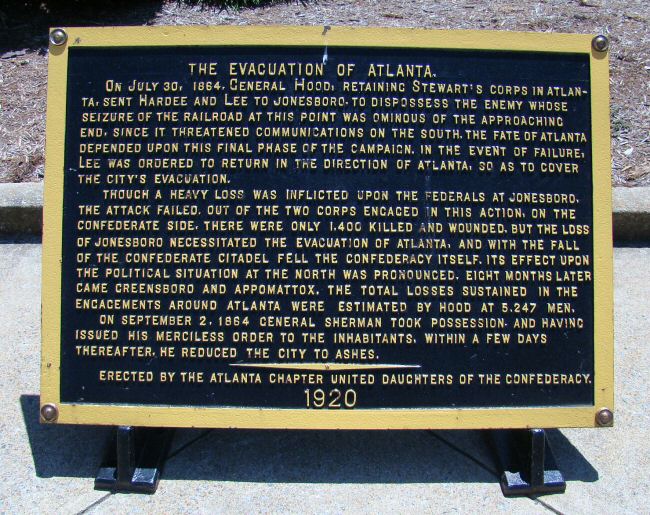 THE EVACUATION OF ATLANTA.
ON JULY 30, 1864, GENERAL HOOD, RETAINING STEWART'S CORPS IN ATLAN-
TA, SENT HARDEE AND LEE TO JONESBORO, TO DISPOSSESS THE ENEMY WHOSE
SEIZURE OF THE RAILROAD AT THIS POINT WAS OMINOUS OF THE APPROACHING
END, SINCE IT THREATENED COMMUNICATIONS ON THE SOUTH. THE FATE OF ATLANTA
DEPENDED UPON THIS FINAL PHASE OF THE CAMPAIGN. IN THE EVENT OF FAILURE,
LEE WAS ORDERED TO RETURN IN THE DIRECTION OF ATLANTA, SO AS TO COVER
THE CITY'S EVACUATION.
THOUGH A HEAVY LOSS WAS INFLICTED UPON THE FEDERALS AT JONESBORO,
THE ATTACK FAILED. OUT OF THE TWO CORPS ENGAGED IN THIS ACTION, ON THE
CONFEDERATE SIDE, THERE WERE ONLY 1,400 KILLED AND WOUNDED, BUT THE LOSS
OF JONESBORO NECESSITATED THE EVACUATION OF ATLANTA, AND WITH THE FALL
OF THE CONFEDERATE CITADEL FELL THE CONFEDERACY ITSELF. ITS EFFECT UPON
THE POLITICAL SITUATION AT THE NORTH WAS PRONOUNCED. EIGHT MONTHS LATER
CAME GREENSBORO AND APPOMATTOX. THE TOTAL LOSSES SUSTAINED IN THE
ENGAGEMENTS AROUND ATLANTA WERE ESTIMATED BY HOOD AT 5,247 MEN.
ON SEPTEMBER 2, 1864 GENERAL SHERMAN TOOK POSSESSION, AND HAVING
ISSUED HIS MERCILESS ORDER TO THE INHABITANTS, WITHIN A FEW DAYS
THEREAFTER, HE REDUCED THE CITY TO ASHES.
ERECTED BY THE ATLANTA CHAPTER UNITED DAUGHTERS OF THE CONFEDERACY.
1920